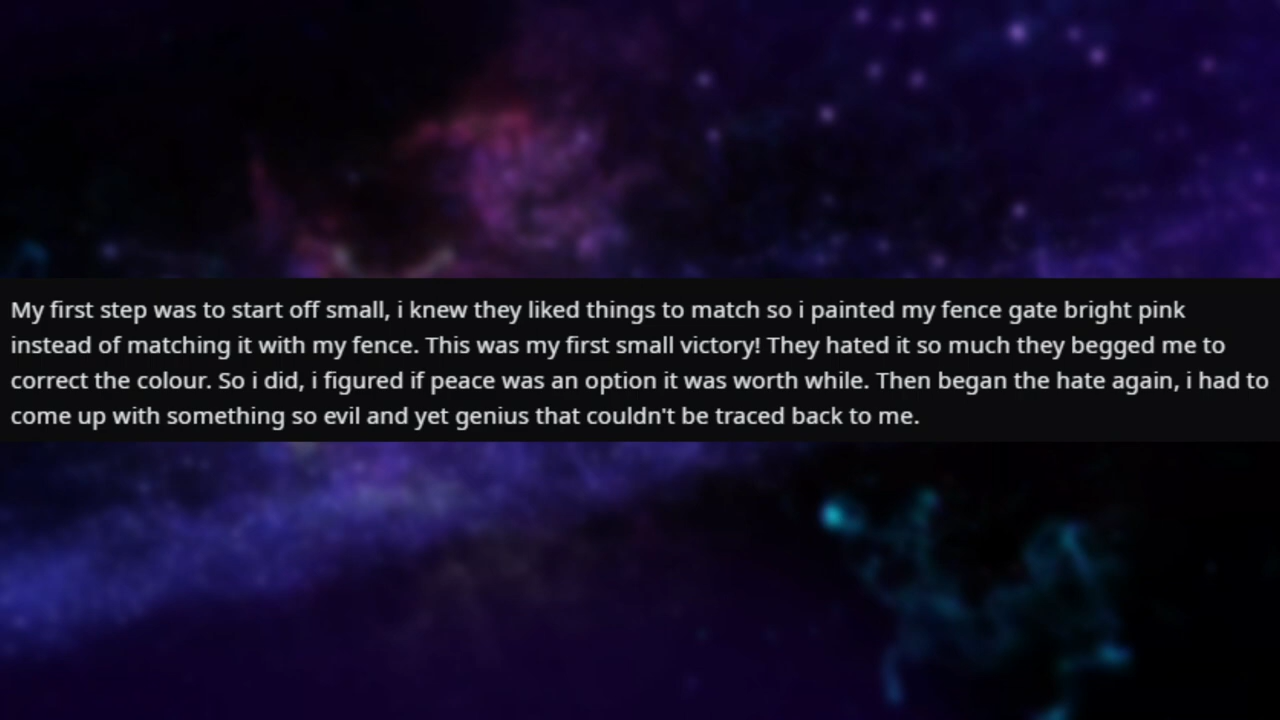 My first step was to start off small, i knew they liked things to match so i painted my fence gate bright pink
instead of matching it with my fence. This was my first small victory! They hated it so much they begged me to
correct the colour. So i did, i figured if peace was an option it was worth while. Then began the hate again, i had to
come up with something so evil and yet genius that couldn't be traced back to me.